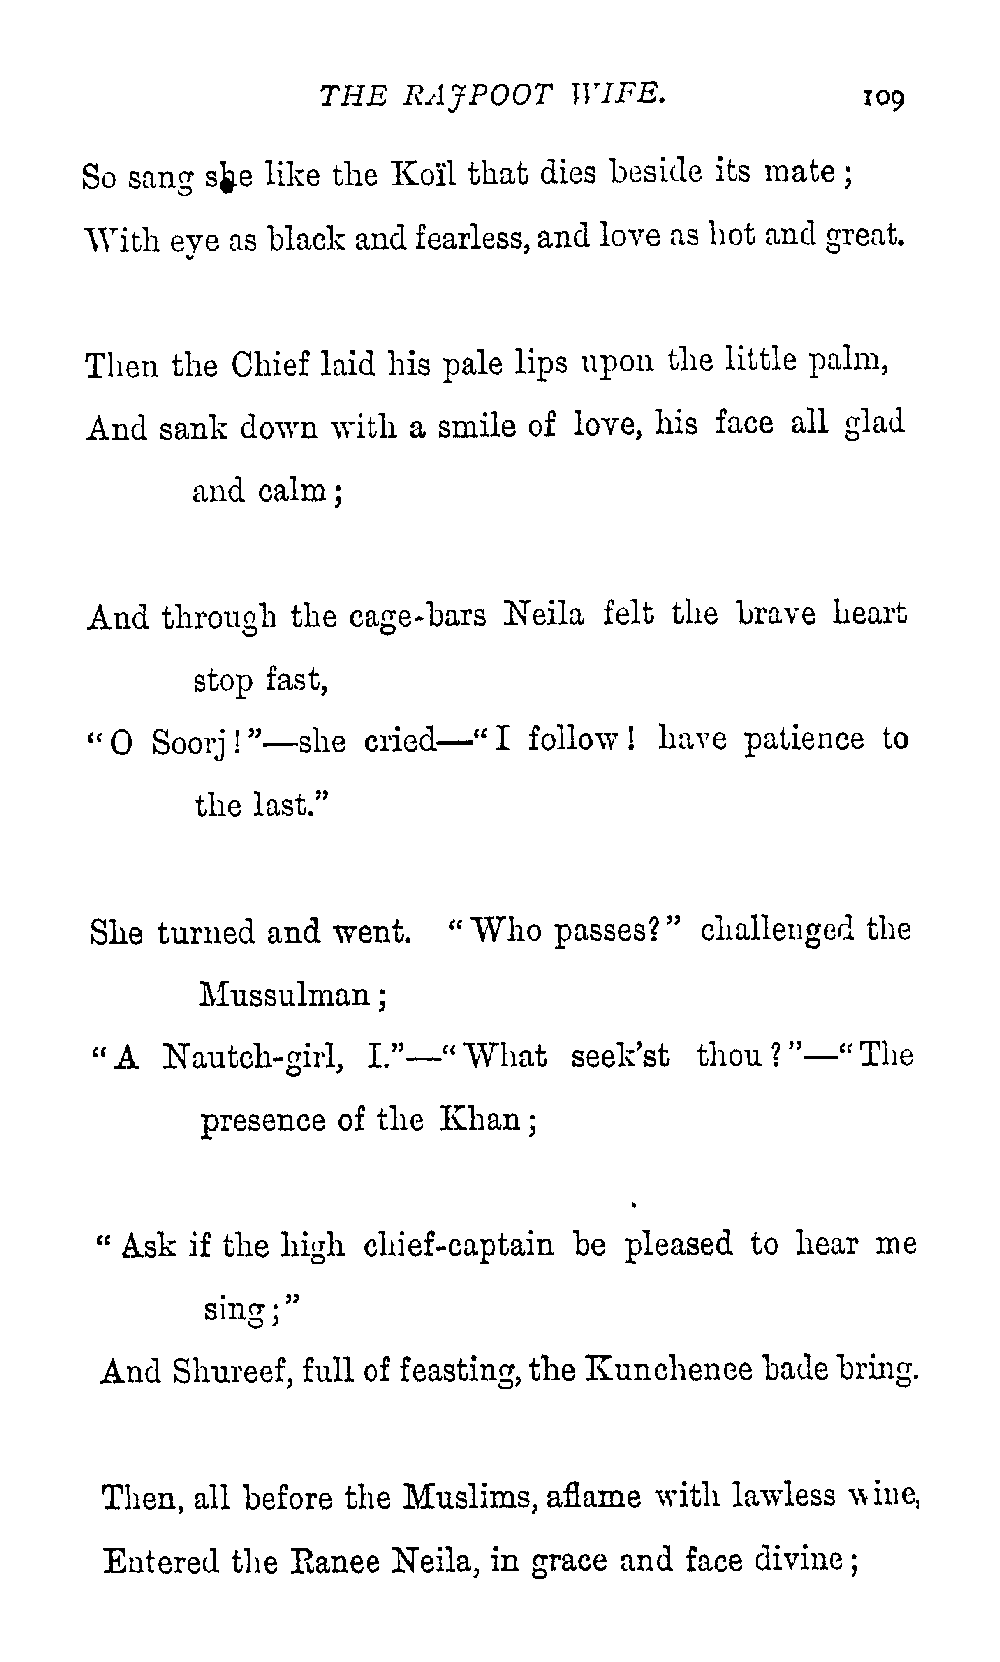 THE RAJPOOT WIFE. 109
So sang she like the Koïl that dies beside its mate ;
With eye as black and fearless, and love as hot and great.
Then the Chief laid his pale lips upon the little palm,
And sank down with a smile of love, his face all glad
and calm ;
And through the cage-bars Neila felt the brave heart
stop fast,
“ O Soorj ! ”—she cried—“ I follow ! have patience to
the last.”
She turned and went. “ Who passes? ” challenged the
Mussulman ;
“ A Nautch-girl, I.”—“ What seek’st thou ? ”—“ The
presence of the Khan ;
“ Ask if the high chief-captain be pleased to hear me
sing ; ”
And Shureef, full of feasting, the Kunchenee bade bring.
Then, all before the Muslims, aflame with lawless wine,
Entered the Ranee Neila, in grace and face divine ;